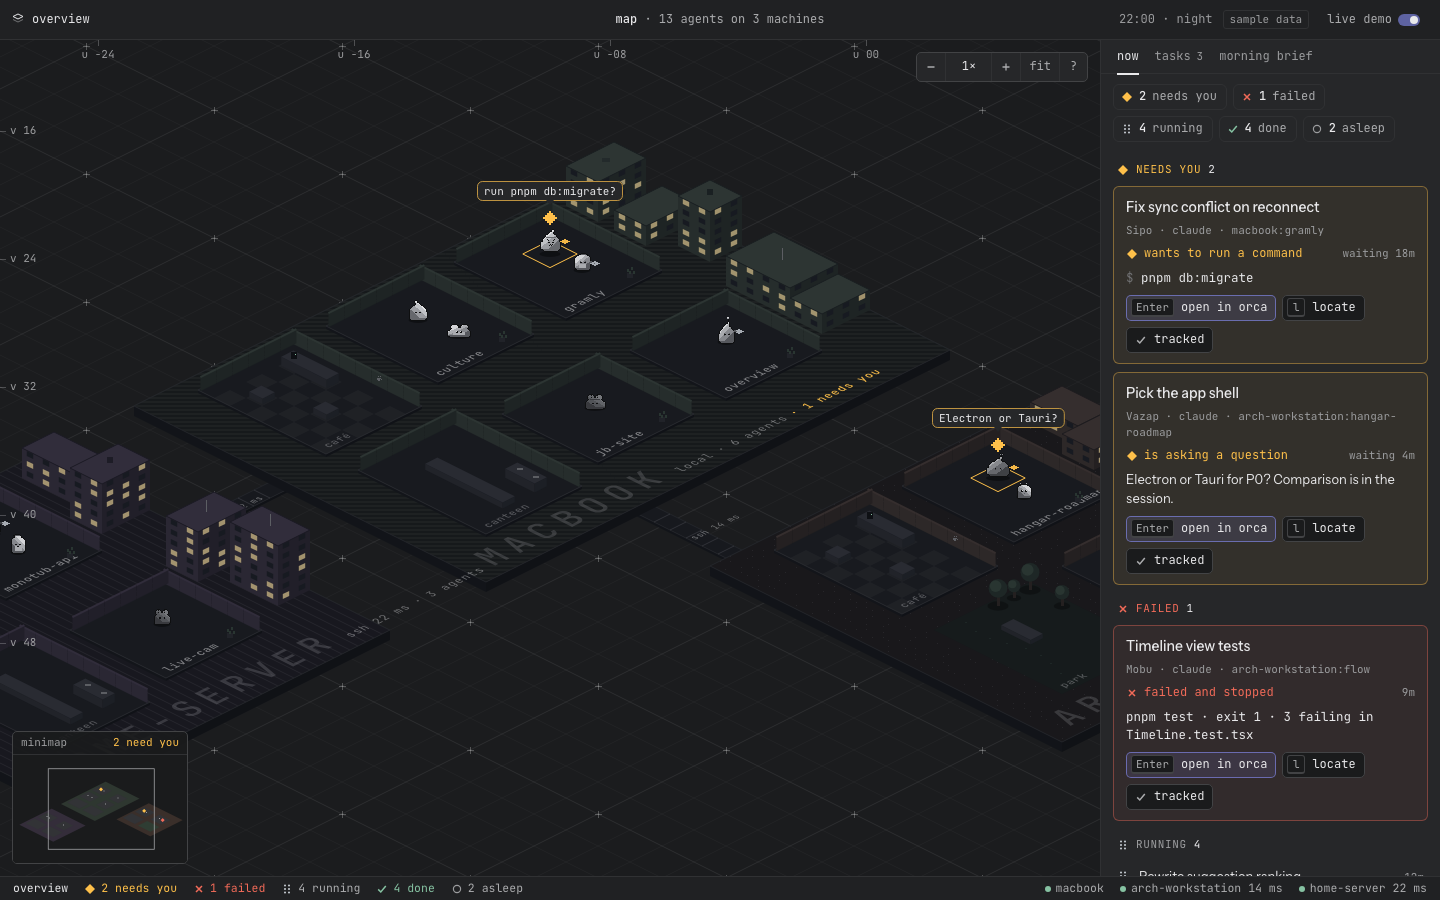 overview
map · 13 agents on 3 machines
22:00 · night
sample data
live demo
u -24
u -16
u -08
u 00
− 1× + fit ?
v 16
v 24
v 32
v 40
v 48
run pnpm db:migrate?
gramly
culture
overview
café
jb-site
canteen
MACBOOK
local · 6 agents · 1 needs you
Electron or Tauri?
café
park
AR
ssh 14 ms
monotub-api
live-cam
-SERVER
ssh 22 ms · 3 agents
minimap
2 need you
now
tasks 3
morning brief
2 needs you
1 failed
4 running
4 done
2 asleep
NEEDS YOU 2
Fix sync conflict on reconnect
Sipo · claude · macbook:gramly
wants to run a command
waiting 18m
$ pnpm db:migrate
Enter open in orca
l locate
tracked
Pick the app shell
Vazap · claude · arch-workstation:hangar-
roadmap
is asking a question
waiting 4m
Electron or Tauri for P0? Comparison is in the
session.
Enter open in orca
l locate
tracked
FAILED 1
Timeline view tests
Mobu · claude · arch-workstation:flow
failed and stopped
9m
pnpm test · exit 1 · 3 failing in
Timeline.test.tsx
Enter open in orca
l locate
tracked
RUNNING 4
overview
2 needs you
1 failed
4 running
4 done
2 asleep
macbook
arch-workstation 14 ms
home-server 22 ms